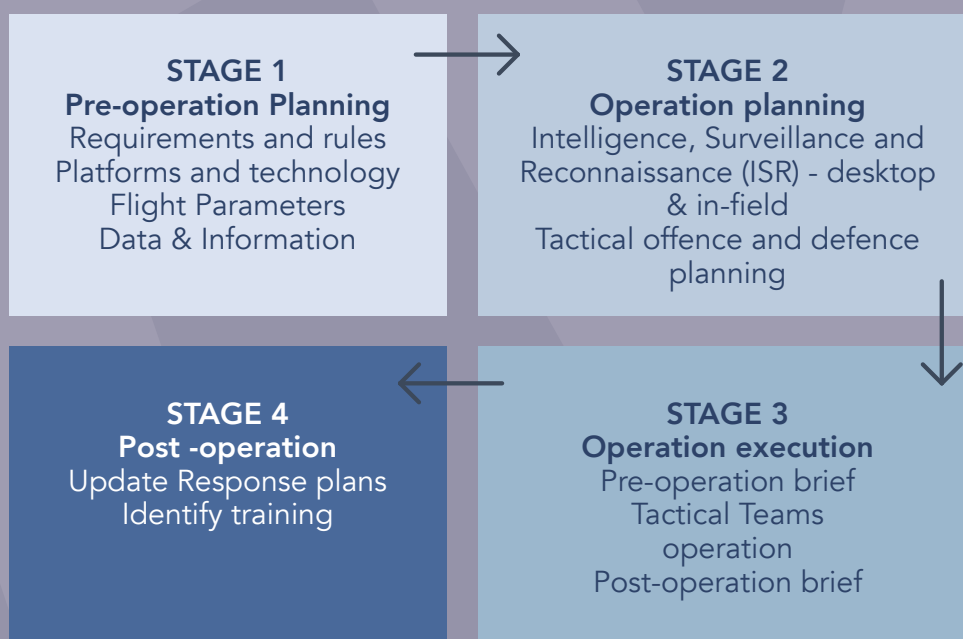 STAGE 1
Pre-operation Planning
Requirements and rules
Platforms and technology
Flight Parameters
Data & Information
STAGE 2
Operation planning
Intelligence, Surveillance and
Reconnaissance (ISR) - desktop
& in-field
Tactical offence and defence
planning
STAGE 3
Operation execution
Pre-operation brief
Tactical Teams
operation
Post-operation brief
STAGE 4
Post -operation
Update Response plans
Identify training